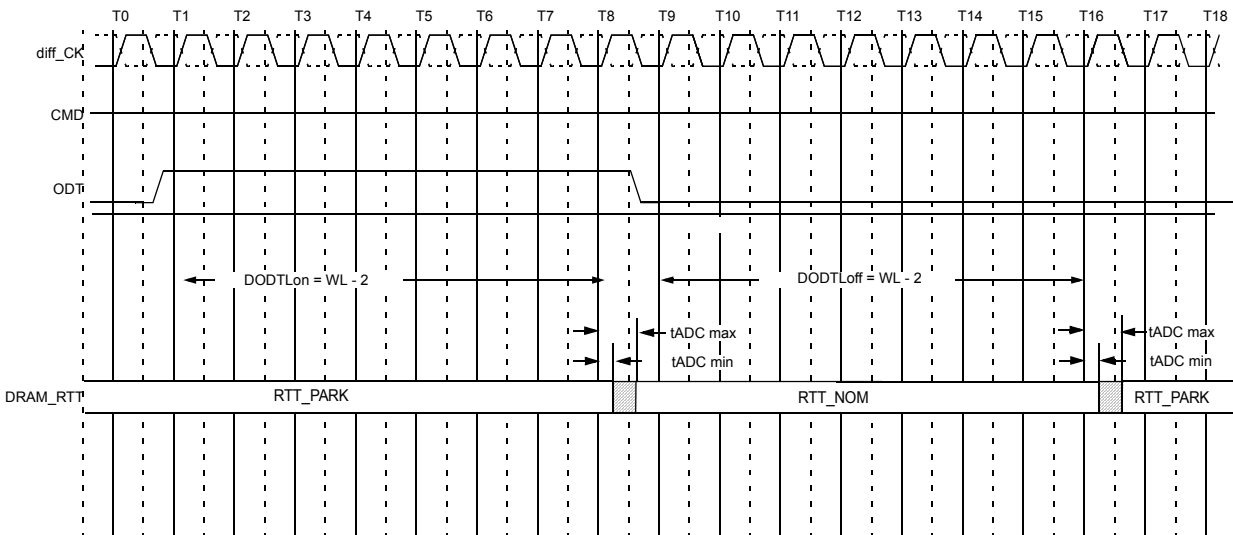 T0 T1 T2 T3 T4 T5 T6 T7 T8 T9 T10 T11 T12 T13 T14 T15 T16 T17 T18
diff_CK
CMD
ODT
DODTLon = WL - 2
DODTLoff = WL - 2
tADC max
tADC max
tADC min
tADC min
DRAM_RTT
RTT_PARK
RTT_NOM
RTT_PARK